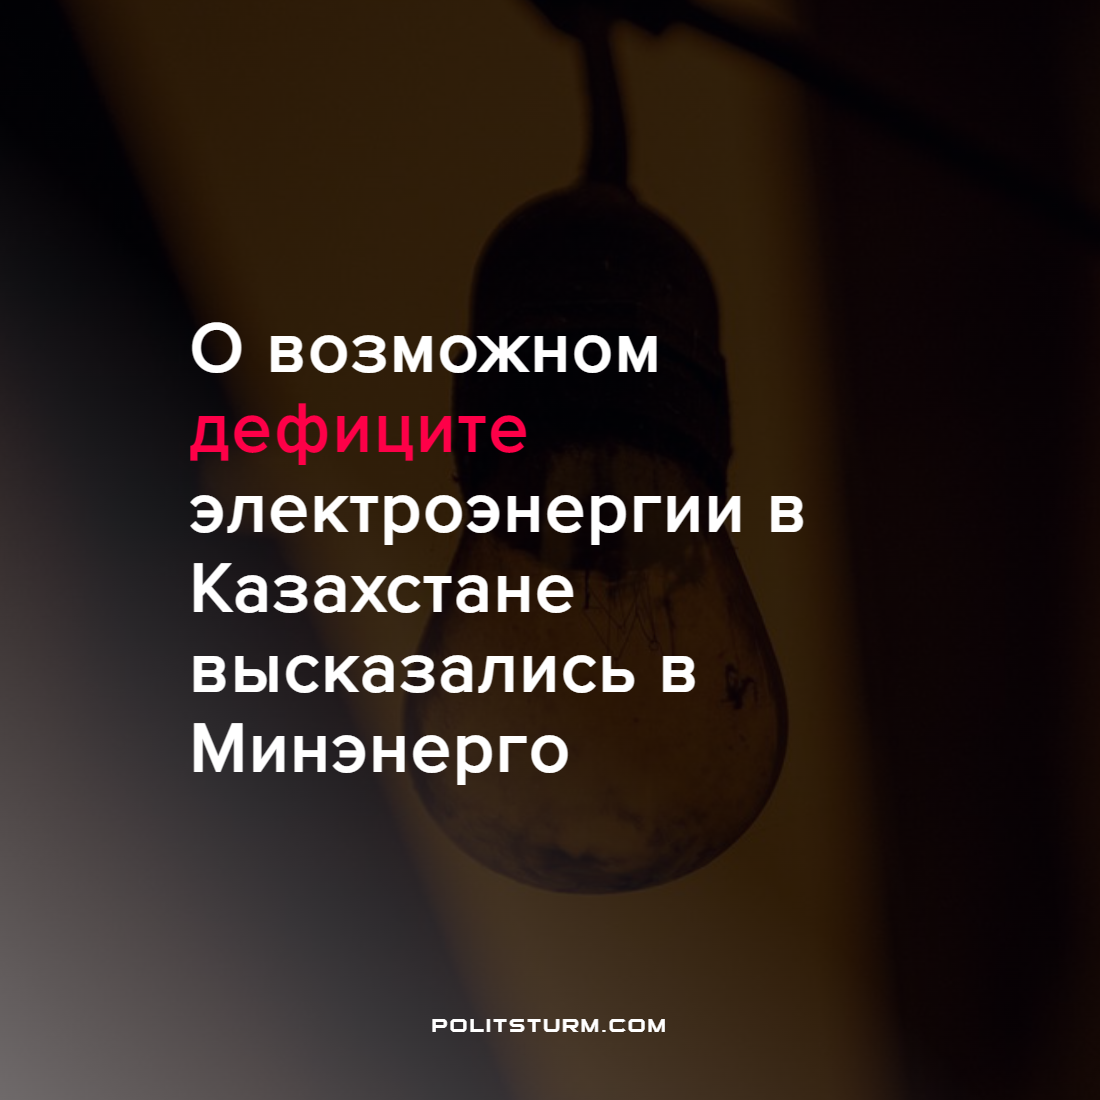 О возможном
дефиците
электроэнергии в
Казахстане
высказались в
Минэнерго
POLITSTURM.COM